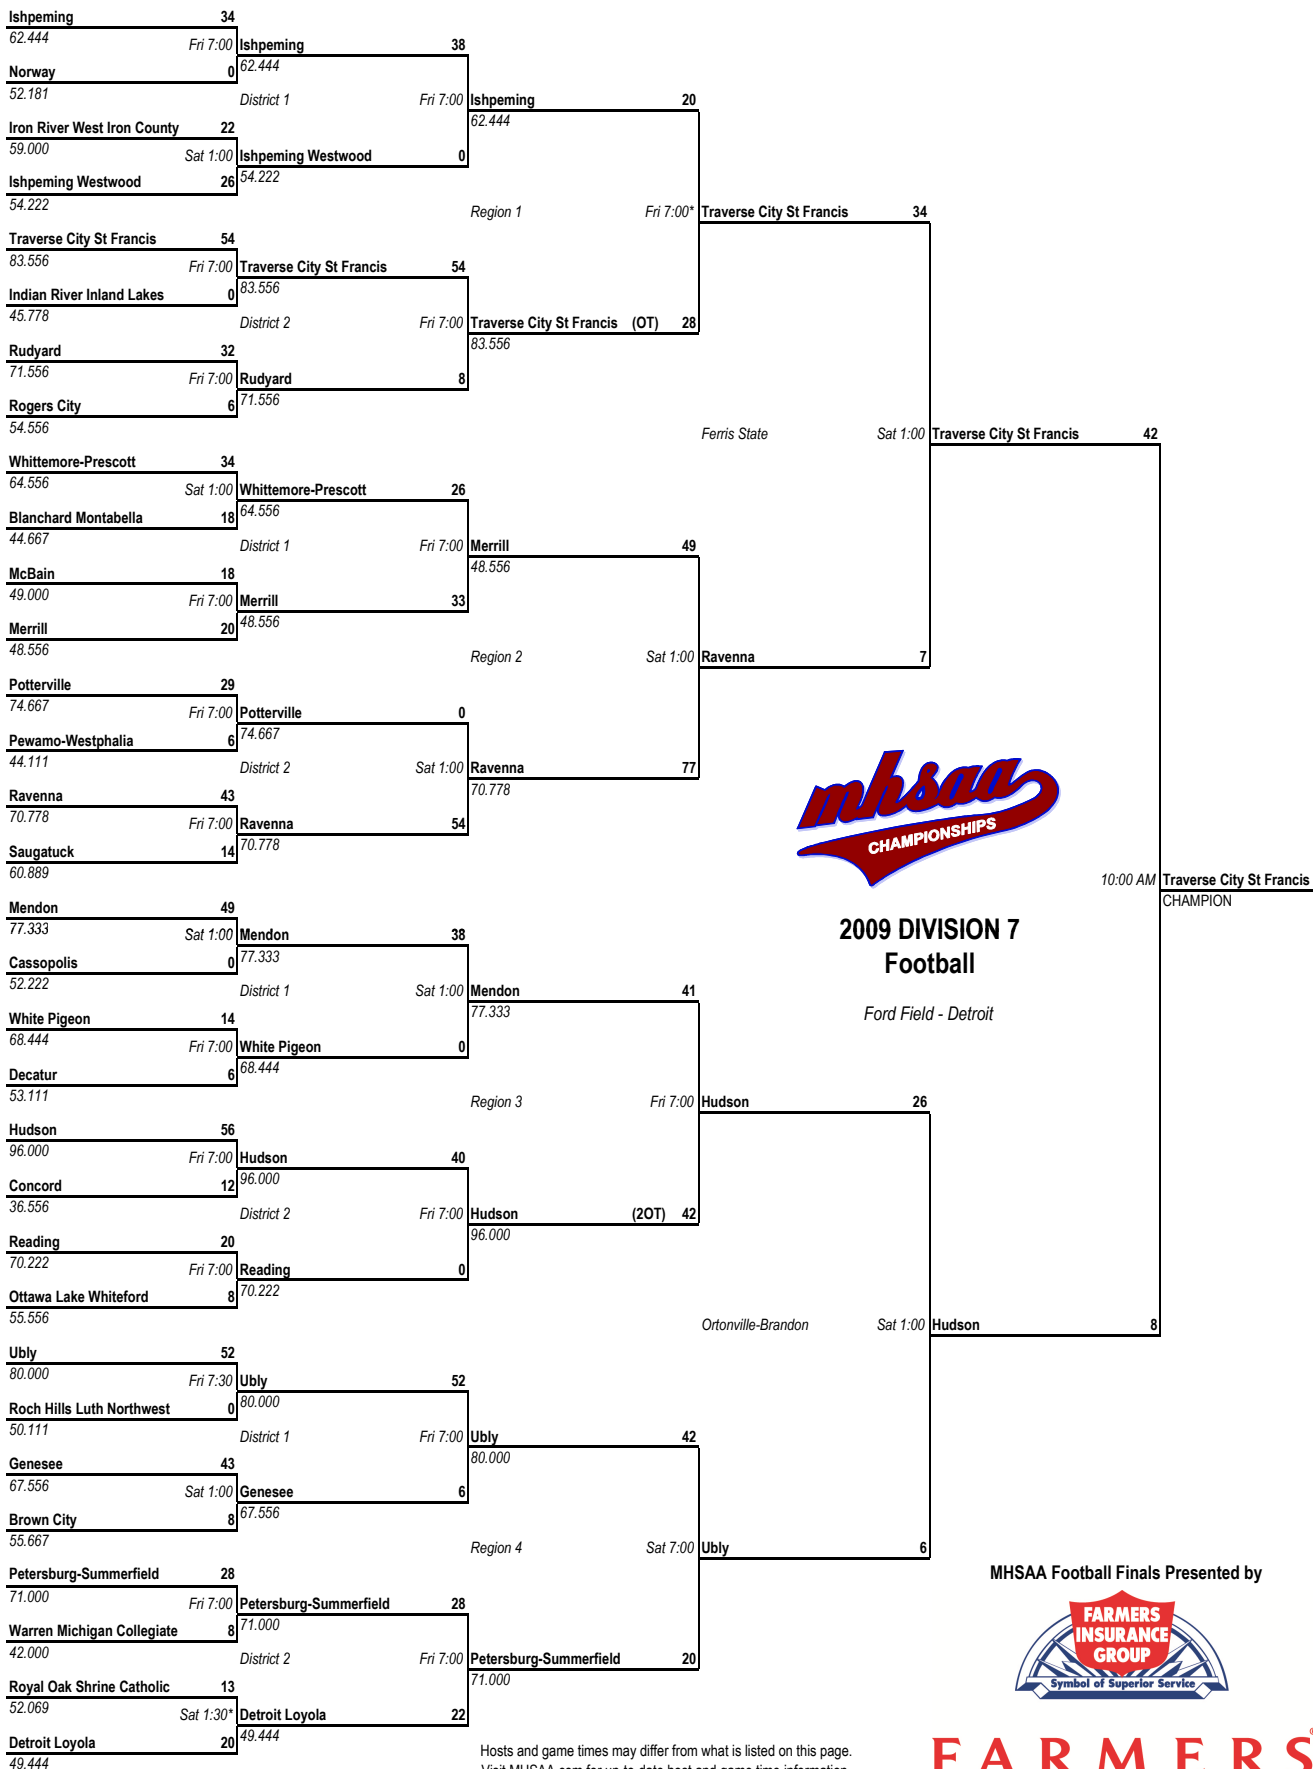 Ishpeming 34
62.444 Fri 7:00 Ishpeming 38
Norway 0 62.444
52.181 District 1 Fri 7:00 Ishpeming 20
Iron River West Iron County 22 62.444
59.000 Sat 1:00 Ishpeming Westwood 0
Ishpeming Westwood 26 54.222
54.222 Region 1 Fri 7:00* Traverse City St Francis 34
Traverse City St Francis 54
83.556 Fri 7:00 Traverse City St Francis 54
Indian River Inland Lakes 0 83.556
45.778 District 2 Fri 7:00 Traverse City St Francis (OT) 28
Rudyard 32 83.556
71.556 Fri 7:00 Rudyard 8
Rogers City 6 71.556
54.556 Ferris State Sat 1:00 Traverse City St Francis 42
Whittemore-Prescott 34
64.556 Sat 1:00 Whittemore-Prescott 26
Blanchard Montabella 18 64.556
44.667 District 1 Fri 7:00 Merrill 49
McBain 18 48.556
49.000 Fri 7:00 Merrill 33
Merrill 20 48.556
48.556 Region 2 Sat 1:00 Ravenna 7
Potterville 29
74.667 Fri 7:00 Potterville 0
Pewamo-Westphalia 6 74.667
44.111 District 2 Sat 1:00 Ravenna 77
Ravenna 43 70.778
70.778 Fri 7:00 Ravenna 54
Saugatuck 14 70.778
60.889
mhsaa
CHAMPIONSHIPS
10:00 AM Traverse City St Francis
CHAMPION
2009 DIVISION 7
Football
Ford Field - Detroit
Mendon 49
77.333 Sat 1:00 Mendon 38
Cassopolis 0 77.333
52.222 District 1 Sat 1:00 Mendon 41
White Pigeon 14 77.333
68.444 Fri 7:00 White Pigeon 0
Decatur 6 68.444
53.111 Region 3 Fri 7:00 Hudson 26
Hudson 56
96.000 Fri 7:00 Hudson 40
Concord 12 96.000
36.556 District 2 Fri 7:00 Hudson (2OT) 42
Reading 20 96.000
70.222 Fri 7:00 Reading 0
Ottawa Lake Whiteford 8 70.222
55.556 Ortonville-Brandon Sat 1:00 Hudson 8
Ubly 52
80.000 Fri 7:30 Ubly 52
Roch Hills Luth Northwest 0 80.000
50.111 District 1 Fri 7:00 Ubly 42
Genesee 43 80.000
67.556 Sat 1:00 Genesee 6
Brown City 8 67.556
55.667 Region 4 Sat 7:00 Ubly 6
Petersburg-Summerfield 28
71.000 Fri 7:00 Petersburg-Summerfield 28
Warren Michigan Collegiate 8 71.000
42.000 District 2 Fri 7:00 Petersburg-Summerfield 20
Royal Oak Shrine Catholic 13 71.000
52.069 Sat 1:30* Detroit Loyola 22
Detroit Loyola 20 49.444
49.444
MHSAA Football Finals Presented by
FARMERS
INSURANCE
GROUP
Symbol of Superior Service
FARMERS®
Hosts and game times may differ from what is listed on this page.
Visit MHSAA.com for up to date host and game time information.